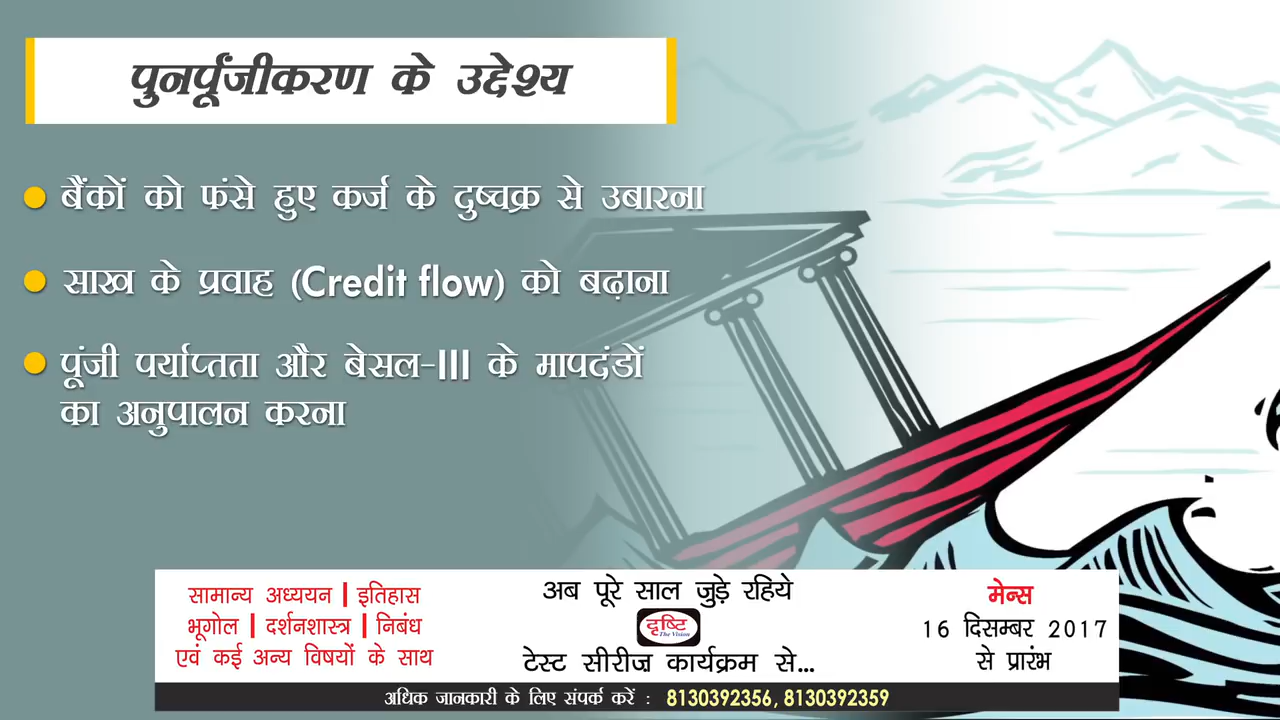 पुनर्पूंजीकरण के उद्देश्य
बैंकों को फंसे हुए कर्ज के दुष्चक्र से उबारना
साख के प्रवाह (Credit flow) को बढ़ाना
पूंजी पर्याप्तता और बेसल-III के मापदंडों
का अनुपालन करना
सामान्य अध्ययन | इतिहास
भूगोल | दर्शनशास्त्र | निबंध
एवं कई अन्य विषयों के साथ
अब पूरे साल जुड़े रहिये
दृष्टि
The Vision
टेस्ट सीरीज़ कार्यक्रम से...
मेन्स
16 दिसम्बर 2017
से प्रारंभ
अधिक जानकारी के लिए संपर्क करें : 8130392356, 8130392359